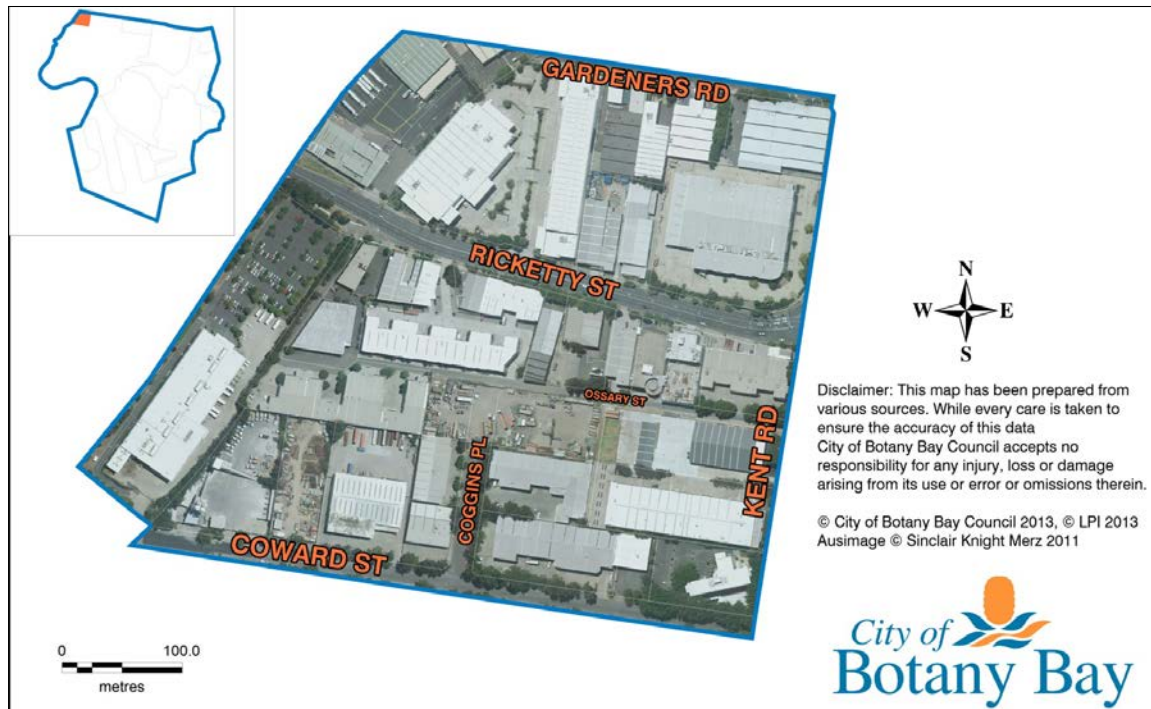 GARDENERS RD
RICKETTY ST
OSSARY ST
KENT RD
COGGINS PL
COWARD ST
N
W E
S
Disclaimer: This map has been prepared from
various sources. While every care is taken to
ensure the accuracy of this data
City of Botany Bay Council accepts no
responsibility for any injury, loss or damage
arising from its use or error or omissions therein.
© City of Botany Bay Council 2013, © LPI 2013
Ausimage © Sinclair Knight Merz 2011
0 100.0
metres
City of
Botany Bay